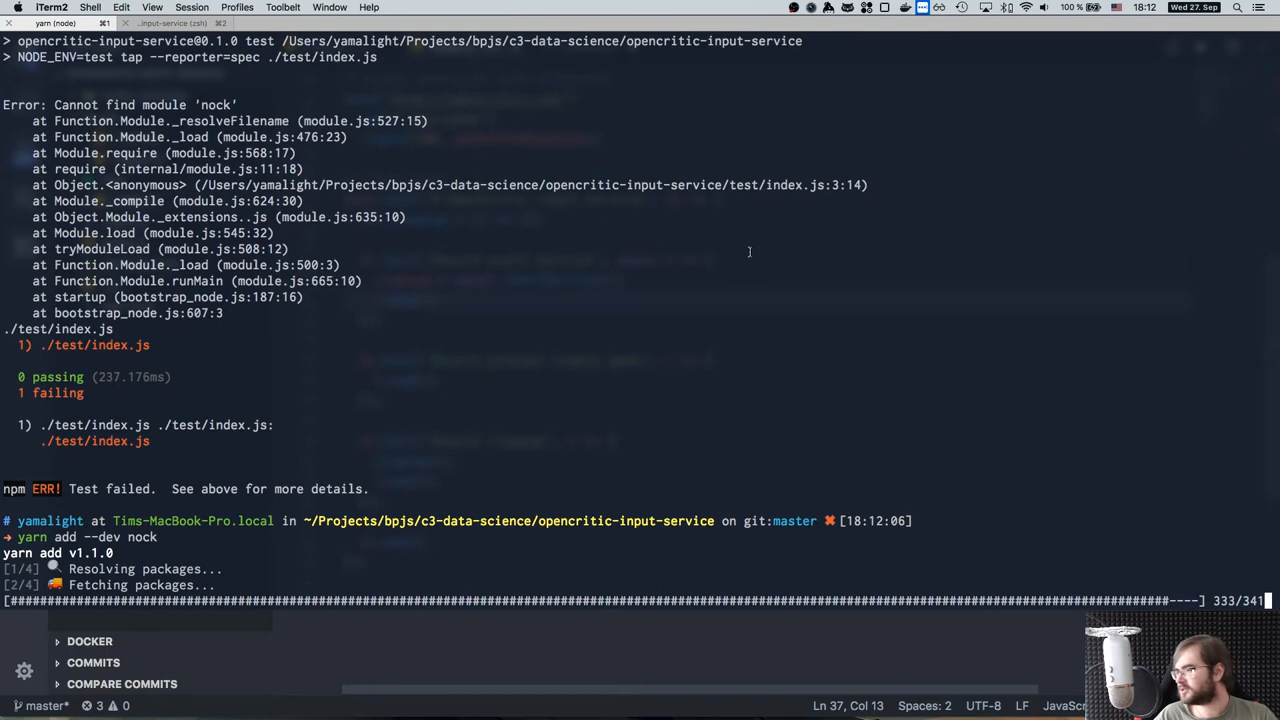 iTerm2 Shell Edit View Session Profiles Toolbelt Window Help 100 % 18:12 Wed 27. Sep
× yarn (node) ⌘1 × ..input-service (zsh) ⌘2
> opencritic-input-service@0.1.0 test /Users/yamalight/Projects/bpjs/c3-data-science/opencritic-input-service
> NODE_ENV=test tap --reporter=spec ./test/index.js
Error: Cannot find module 'nock'
at Function.Module._resolveFilename (module.js:527:15)
at Function.Module._load (module.js:476:23)
at Module.require (module.js:568:17)
at require (internal/module.js:11:18)
at Object.<anonymous> (/Users/yamalight/Projects/bpjs/c3-data-science/opencritic-input-service/test/index.js:3:14)
at Module._compile (module.js:624:30)
at Object.Module._extensions..js (module.js:635:10)
at Module.load (module.js:545:32)
at tryModuleLoad (module.js:508:12)
at Function.Module._load (module.js:500:3)
at Function.Module.runMain (module.js:665:10)
at startup (bootstrap_node.js:187:16)
at bootstrap_node.js:607:3
./test/index.js
1) ./test/index.js
0 passing (237.176ms)
1 failing
1) ./test/index.js ./test/index.js:
./test/index.js
npm ERR! Test failed. See above for more details.
# yamalight at Tims-MacBook-Pro.local in ~/Projects/bpjs/c3-data-science/opencritic-input-service on git:master ✖ [18:12:06]
➜ yarn add --dev nock
yarn add v1.1.0
[1/4] 🔍 Resolving packages...
[2/4] 🚚 Fetching packages...
333/341
DOCKER
COMMITS
COMPARE COMMITS
master* 3 0 Ln 37, Col 13 Spaces: 2 UTF-8 LF JavaSc